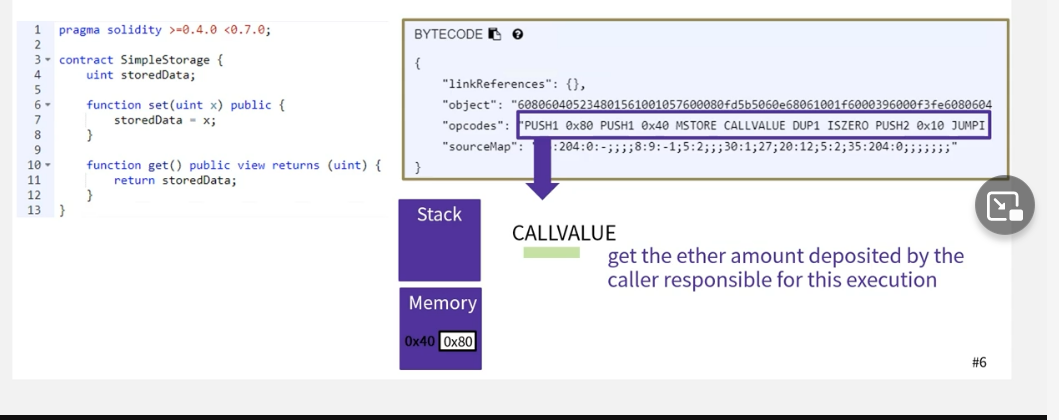 1 pragma solidity >=0.4.0 <0.7.0;
2
3 contract SimpleStorage {
4 uint storedData;
5
6 function set(uint x) public {
7 storedData = x;
8 }
9
10 function get() public view returns (uint) {
11 return storedData;
12 }
13 }
BYTECODE
{
"linkReferences": {},
"object": "608060405234801561001057600080fd5b5060e68061001f6000396000f3fe6080604
"opcodes": "PUSH1 0x80 PUSH1 0x40 MSTORE CALLVALUE DUP1 ISZERO PUSH2 0x10 JUMPI
"sourceMap": :204:0:-;;;;8:9:-1;5:2;;;30:1;27;20:12;5:2;35:204:0;;;;;;;"
}
Stack
CALLVALUE
get the ether amount deposited by the
caller responsible for this execution
Memory
0x40 0x80
#6